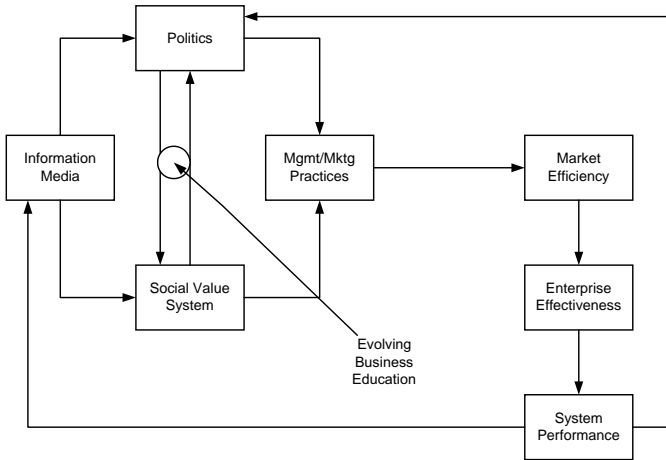 Politics
Information
Media
Mgmt/Mktg
Practices
Market
Efficiency
Social Value
System
Enterprise
Effectiveness
Evolving
Business
Education
System
Performance